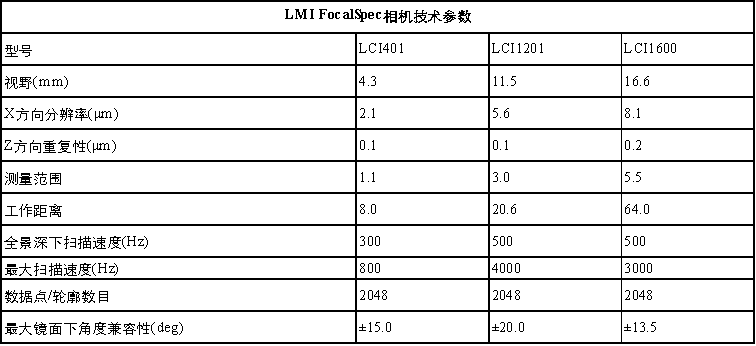 LMI FocalSpec相机技术参数
型号 LCI401 LCI1201 LCI1600
视野(mm) 4.3 11.5 16.6
X方向分辨率(μm) 2.1 5.6 8.1
Z方向重复性(μm) 0.1 0.1 0.2
测量范围 1.1 3.0 5.5
工作距离 8.0 20.6 64.0
全景深下扫描速度(Hz) 300 500 500
最大扫描速度(Hz) 800 4000 3000
数据点/轮廓数目 2048 2048 2048
最大镜面下角度兼容性(deg) ±15.0 ±20.0 ±13.5